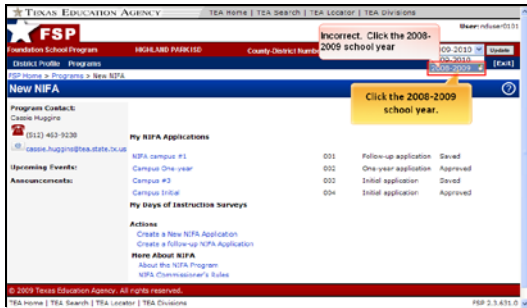 TEXAS EDUCATION AGENCY TEA Home | TEA Search | TEA Locator | TEA Divisions
FSP
User: nduser0101
Foundation School Program HIGHLAND PARK ISD County-District Number
Incorrect. Click the 2008-
2009 school year
2009-2010 Update
2009-2010
2008-2009
District Profile Programs [Exit]
FSP Home > Programs > New NIFA
New NIFA
Click the 2008-2009
school year.
Program Contact:
Cassie Huggins
(512) 463-9238
cassie.huggins@tea.state.tx.us
Upcoming Events:
Announcements:
My NIFA Applications
NIFA campus #1 001 Follow-up application Saved
Campus One-year 002 One-year application Approved
Campus #3 003 Initial application Saved
Campus Initial 004 Initial application Approved
My Days of Instruction Surveys
Actions
Create a New NIFA Application
Create a follow-up NIFA Application
More About NIFA
About the NIFA Program
NIFA Commissioner's Rules
© 2009 Texas Education Agency. All rights reserved.
TEA Home | TEA Search | TEA Locator | TEA Divisions FSP 2.3.631.0